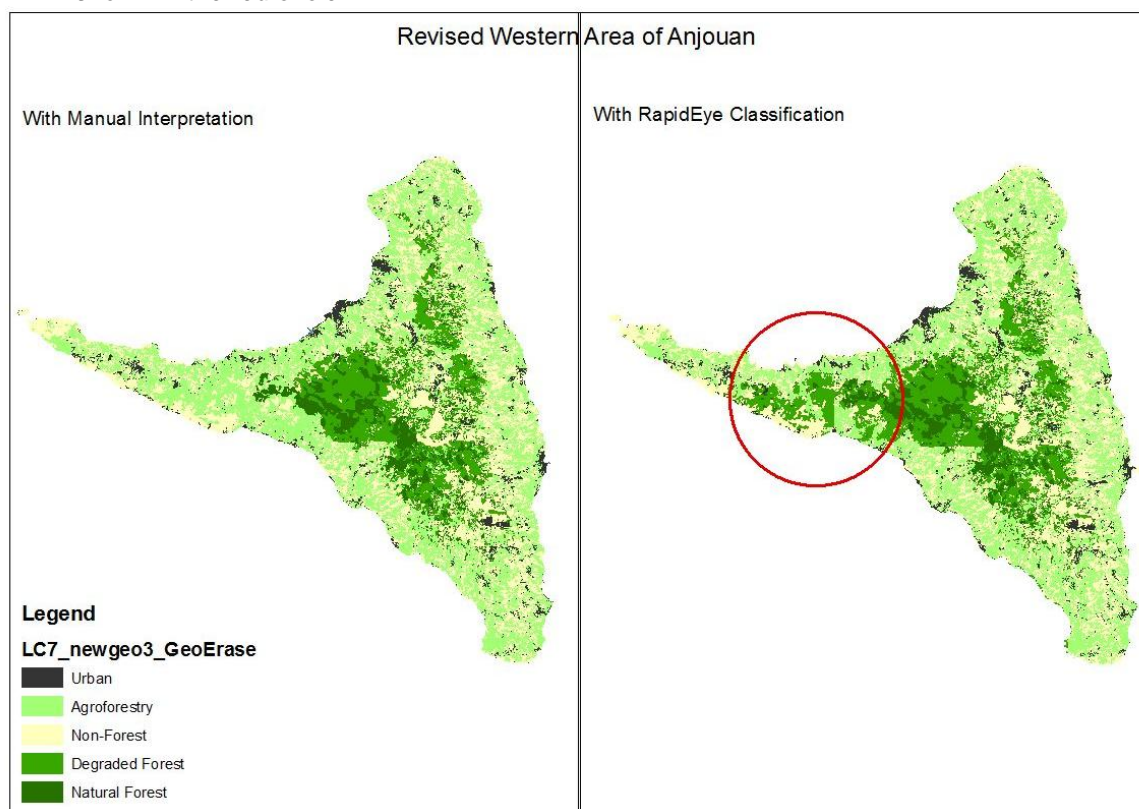 Revised Western Area of Anjouan
With Manual Interpretation
With RapidEye Classification
Legend
LC7_newgeo3_GeoErase
Urban
Agroforestry
Non-Forest
Degraded Forest
Natural Forest